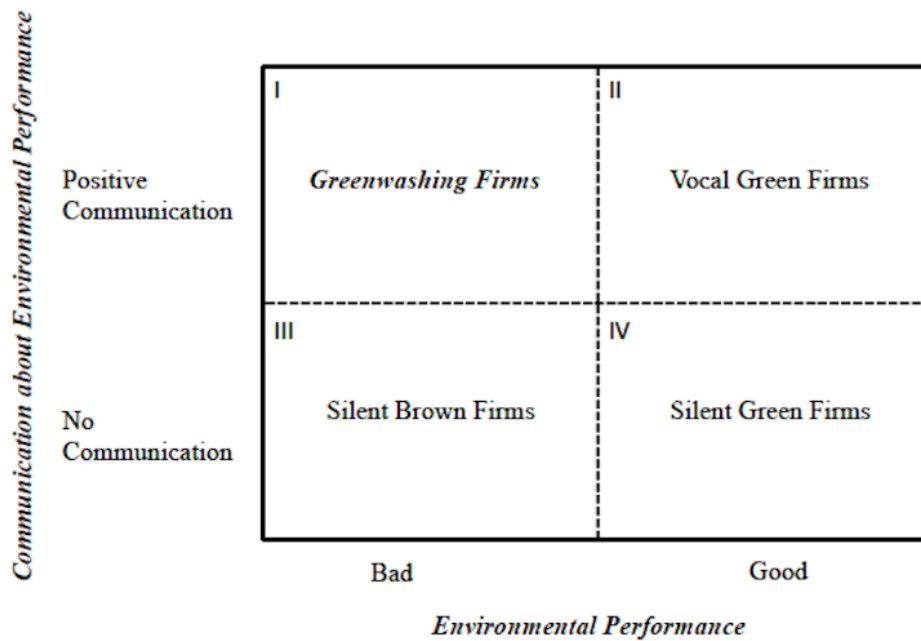 Communication about Environmental Performance
I
II
Positive
Communication
Greenwashing Firms
Vocal Green Firms
III
IV
No
Communication
Silent Brown Firms
Silent Green Firms
Bad
Good
Environmental Performance